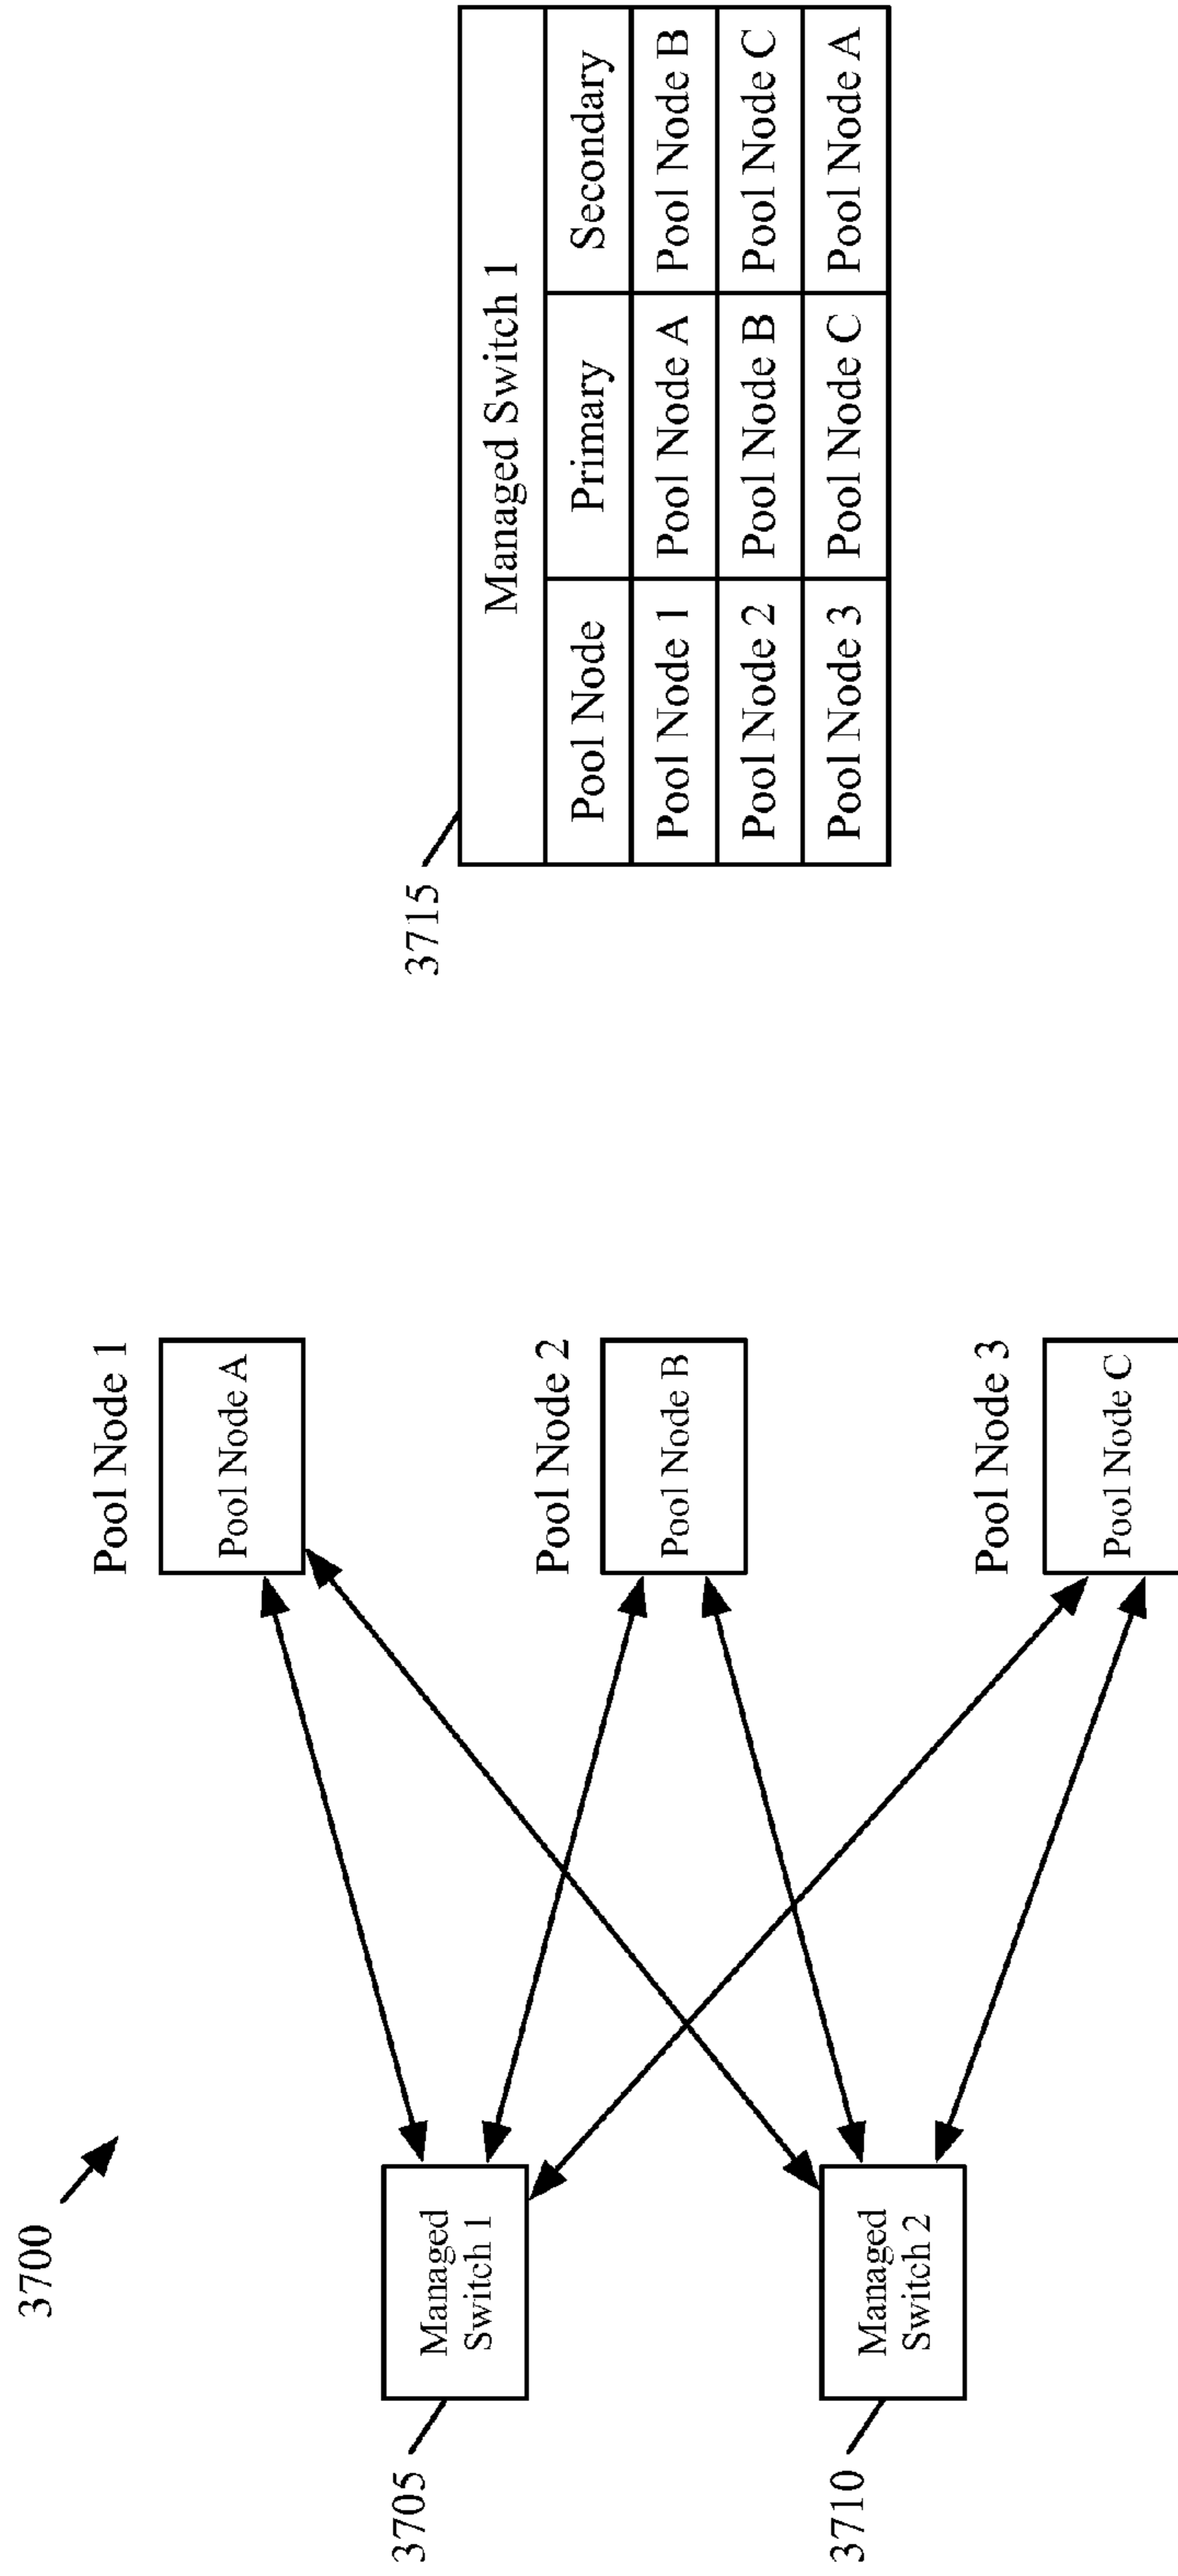 3700
Pool Node 1
Pool Node A
3705
Managed
Switch 1
Pool Node 2
Pool Node B
3710
Managed
Switch 2
Pool Node 3
Pool Node C
3715
Managed Switch 1
Pool Node Primary Secondary
Pool Node 1 Pool Node A Pool Node B
Pool Node 2 Pool Node B Pool Node C
Pool Node 3 Pool Node C Pool Node A